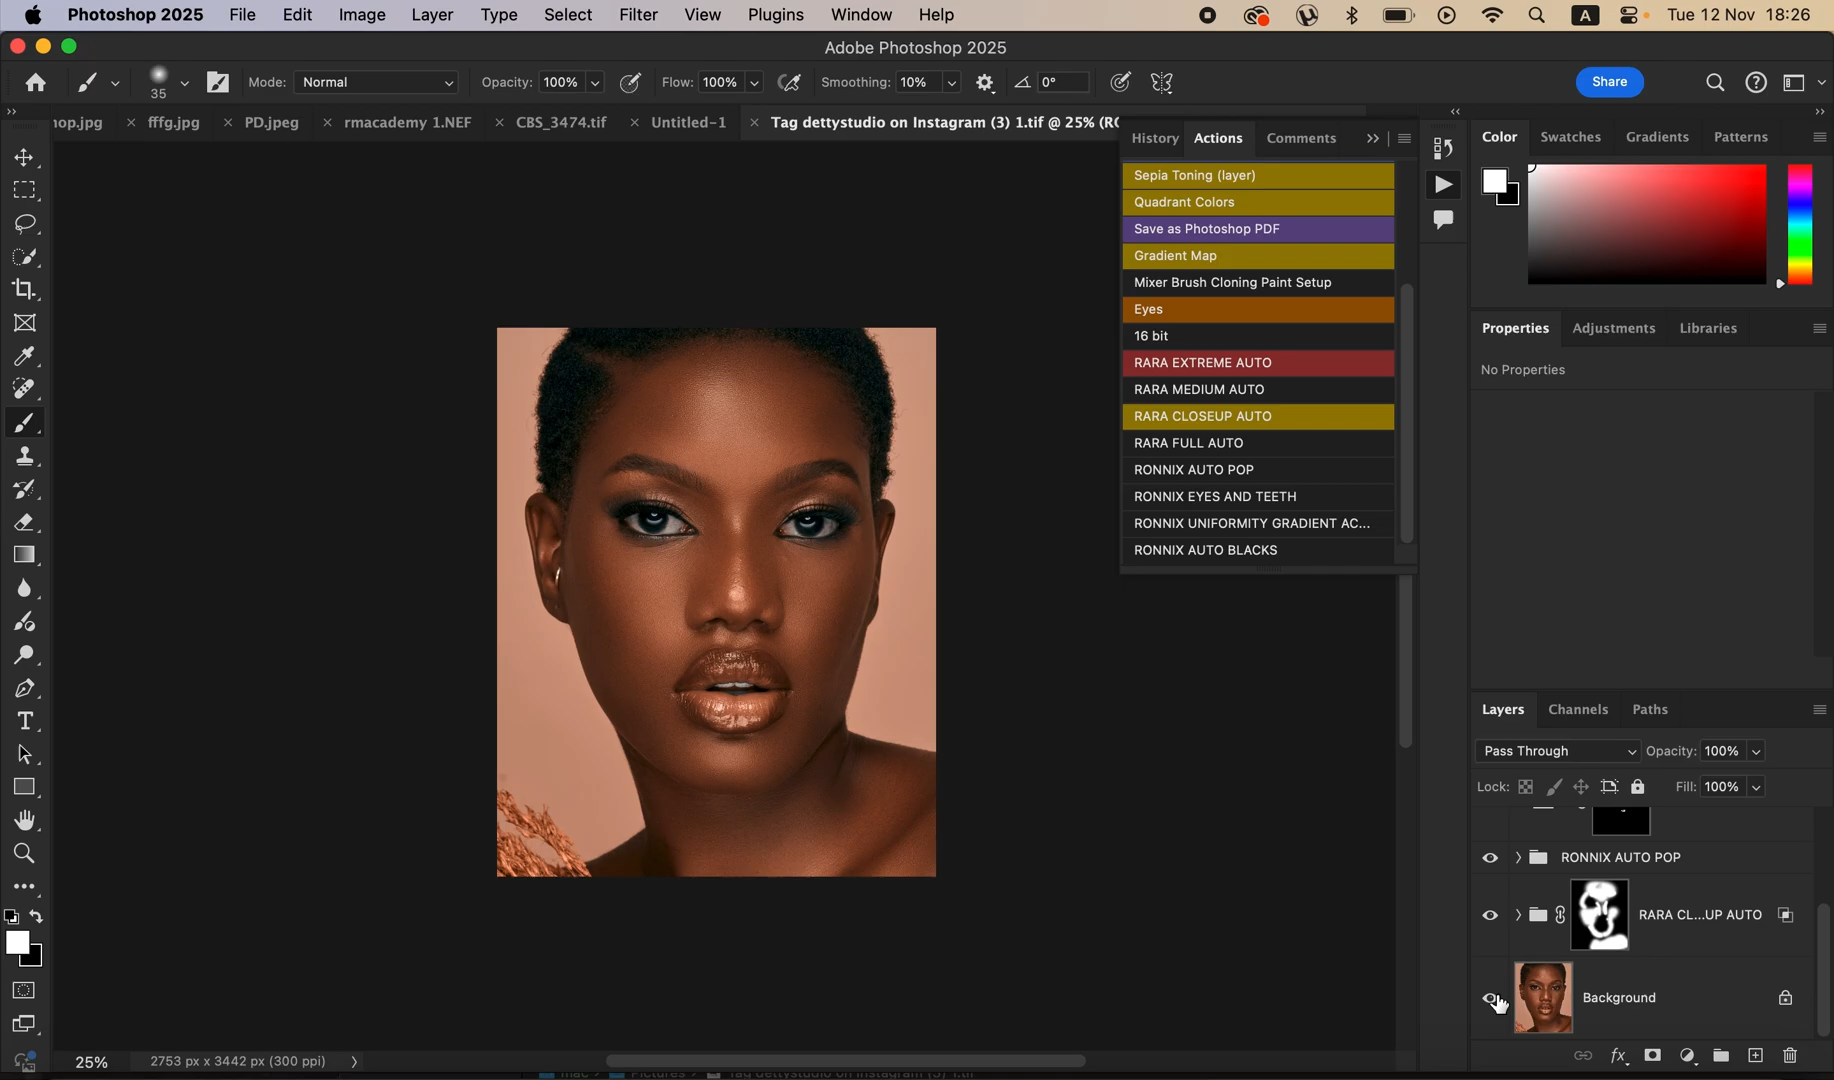 Photoshop 2025 File Edit Image Layer Type Select Filter View Plugins Window Help A Tue 12 Nov 18:26
Adobe Photoshop 2025
35 Mode: Normal Opacity: 100% Flow: 100% Smoothing: 10% 0° Share
op.jpg × fffg.jpg × PD.jpeg × rmacademy 1.NEF × CBS_3474.tif × Untitled-1 × Tag dettystudio on Instagram (3) 1.tif @ 25%
History Actions Comments
Sepia Toning (layer)
Quadrant Colors
Save as Photoshop PDF
Gradient Map
Mixer Brush Cloning Paint Setup
Eyes
16 bit
RARA EXTREME AUTO
RARA MEDIUM AUTO
RARA CLOSEUP AUTO
RARA FULL AUTO
RONNIX AUTO POP
RONNIX EYES AND TEETH
RONNIX UNIFORMITY GRADIENT AC...
RONNIX AUTO BLACKS
Color Swatches Gradients Patterns
Properties Adjustments Libraries
No Properties
Layers Channels Paths
Pass Through Opacity: 100%
Lock: Fill: 100%
RONNIX AUTO POP
RARA CL...UP AUTO
Background
fx
25% 2753 px x 3442 px (300 ppi)